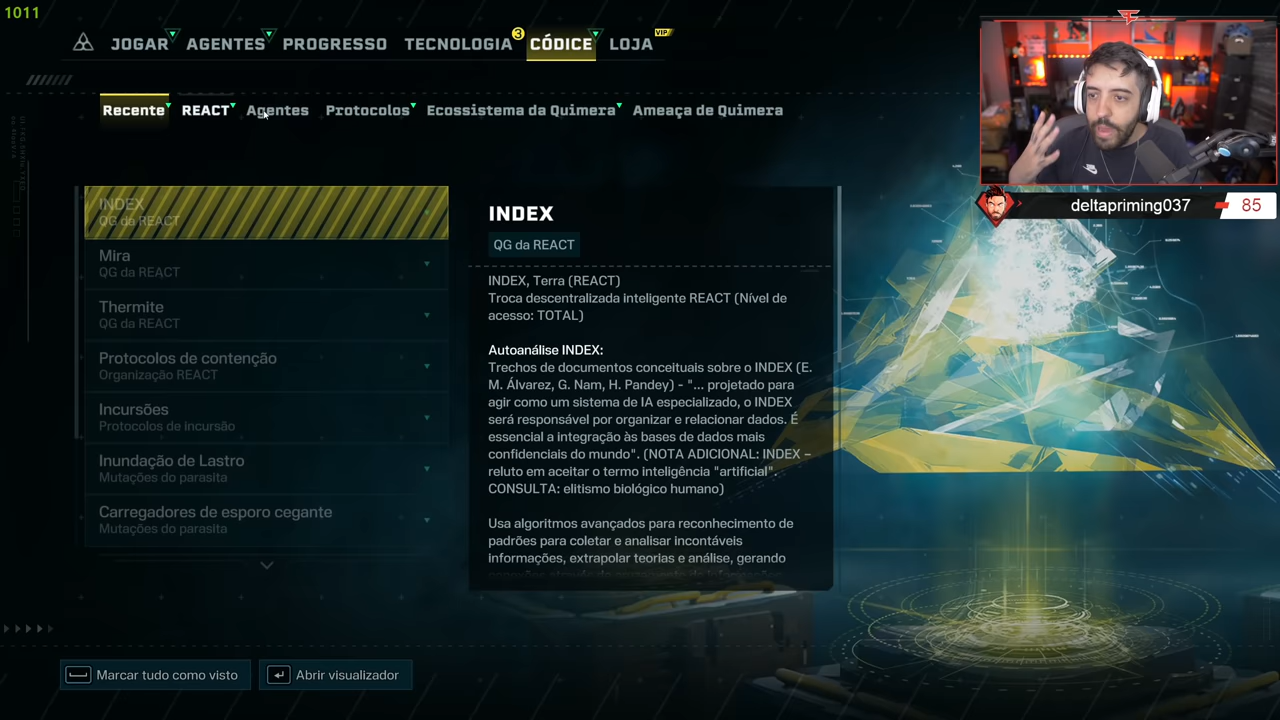 1011
JOGAR AGENTES PROGRESSO TECNOLOGIA 3 CÓDICE LOJA VIP
Recente REACT Agentes Protocolos Ecossistema da Quimera Ameaça de Quimera
deltapriming037 85
INDEX
QG da REACT
Mira
QG da REACT
Thermite
QG da REACT
Protocolos de contenção
Organização REACT
Incursões
Protocolos de incursão
Inundação de Lastro
Mutações do parasita
Carregadores de esporo cegante
Mutações do parasita
INDEX
QG da REACT
INDEX, Terra (REACT)
Troca descentralizada inteligente REACT (Nível de
acesso: TOTAL)
Autoanálise INDEX:
Trechos de documentos conceituais sobre o INDEX (E.
M. Álvarez, G. Nam, H. Pandey) - "... projetado para
agir como um sistema de IA especializado, o INDEX
será responsável por organizar e relacionar dados. É
essencial a integração às bases de dados mais
confidenciais do mundo". (NOTA ADICIONAL: INDEX –
reluto em aceitar o termo inteligência "artificial".
CONSULTA: elitismo biológico humano)
Usa algoritmos avançados para reconhecimento de
padrões para coletar e analisar incontáveis
informações, extrapolar teorias e análise, gerando
Marcar tudo como visto
Abrir visualizador